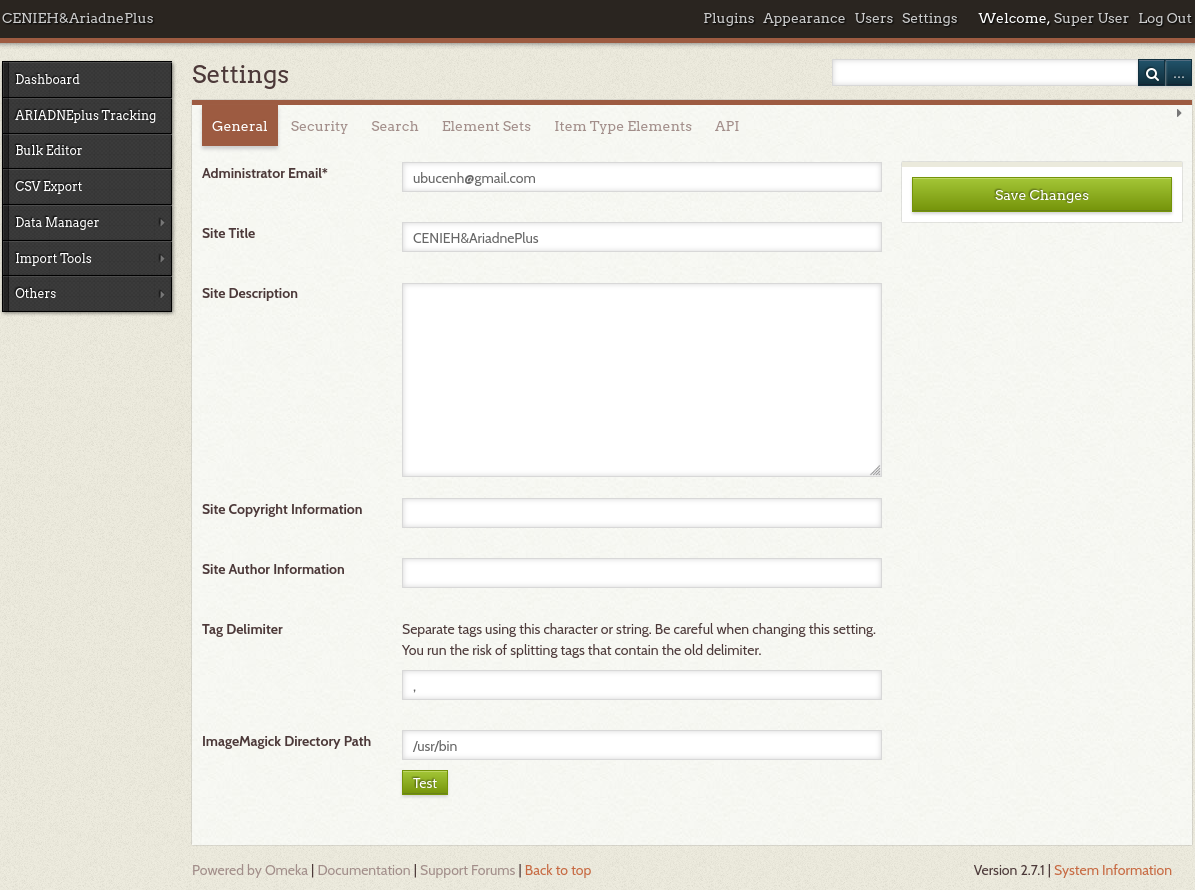 CENIEH&AriadnePlus
Plugins Appearance Users Settings Welcome, Super User Log Out
Dashboard
ARIADNEplus Tracking
Bulk Editor
CSV Export
Data Manager
Import Tools
Others
Settings
...
General Security Search Element Sets Item Type Elements API
Administrator Email*
ubucenh@gmail.com
Save Changes
Site Title
CENIEH&AriadnePlus
Site Description
Site Copyright Information
Site Author Information
Tag Delimiter
Separate tags using this character or string. Be careful when changing this setting.
You run the risk of splitting tags that contain the old delimiter.
,
ImageMagick Directory Path
/usr/bin
Test
Powered by Omeka | Documentation | Support Forums | Back to top
Version 2.7.1 | System Information